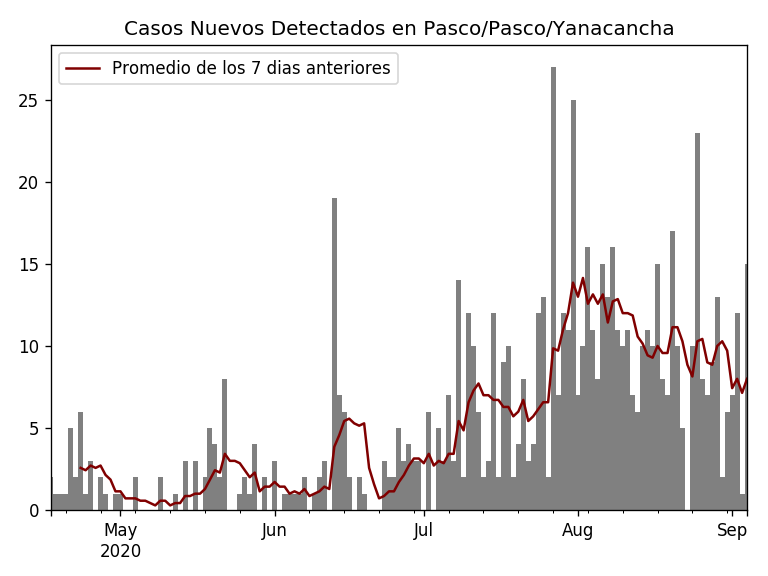 Casos Nuevos Detectados en Pasco/Pasco/Yanacancha
Promedio de los 7 dias anteriores
25
20
15
10
5
0
May
2020
Jun
Jul
Aug
Sep